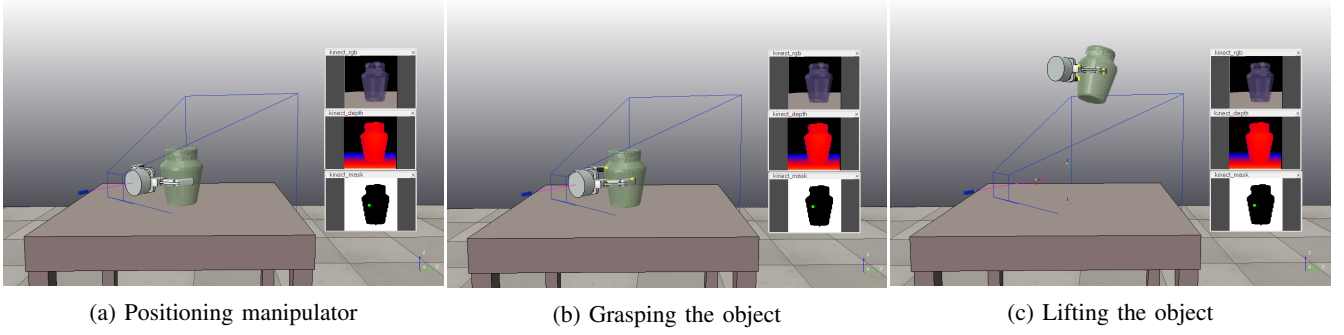 kinect_rgb ×
kinect_depth ×
kinect_mask ×
(a) Positioning manipulator
kinect_rgb ×
kinect_depth ×
kinect_mask ×
(b) Grasping the object
kinect_rgb ×
kinect_depth ×
kinect_mask ×
(c) Lifting the object